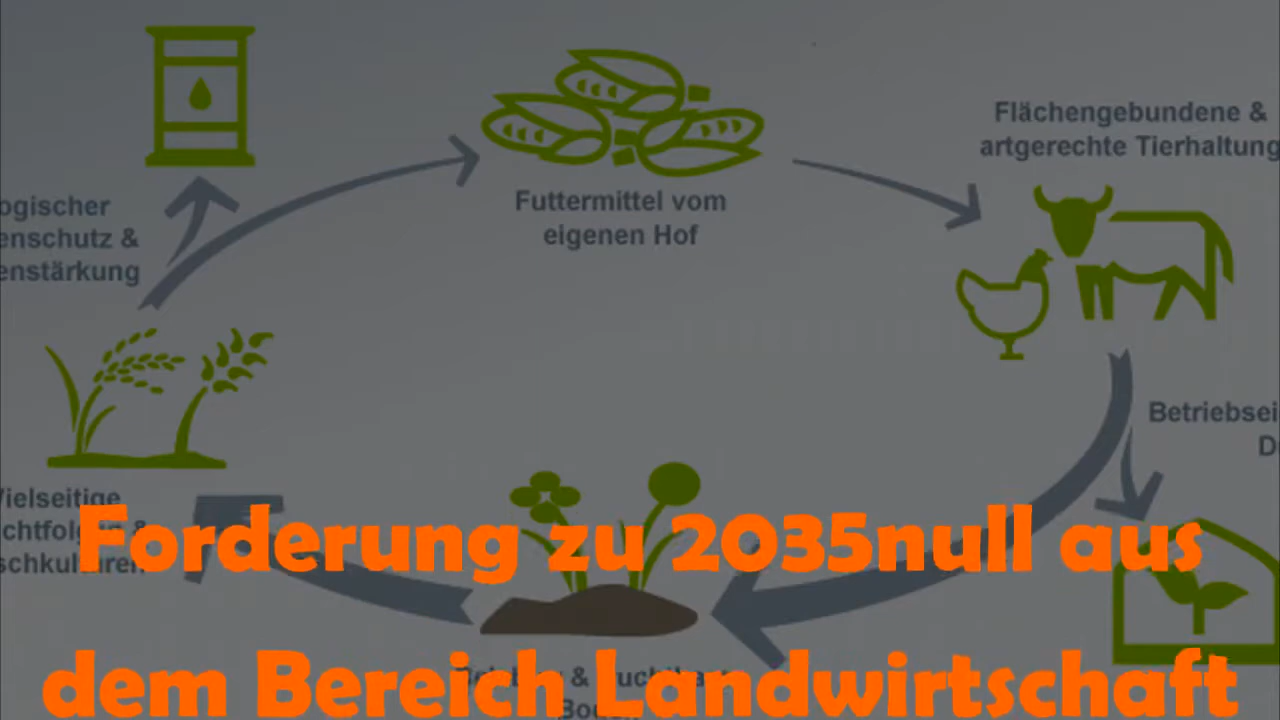 Flächengebundene &
artgerechte Tierhaltung
Futtermittel vom
eigenen Hof
ogischer
enschutz &
enstärkung
Betriebsei
D
Vielseitige
schkulturen
Forderung zu 2035null aus
dem Bereich Landwirtschaft